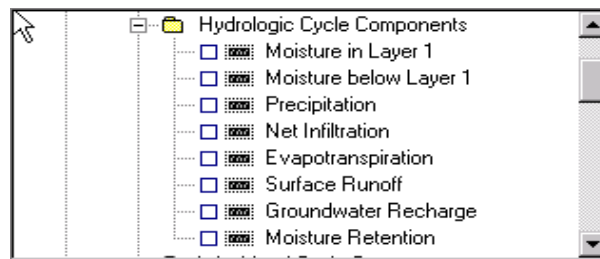 Hydrologic Cycle Components
Moisture in Layer 1
Moisture below Layer 1
Precipitation
Net Infiltration
Evapotranspiration
Surface Runoff
Groundwater Recharge
Moisture Retention